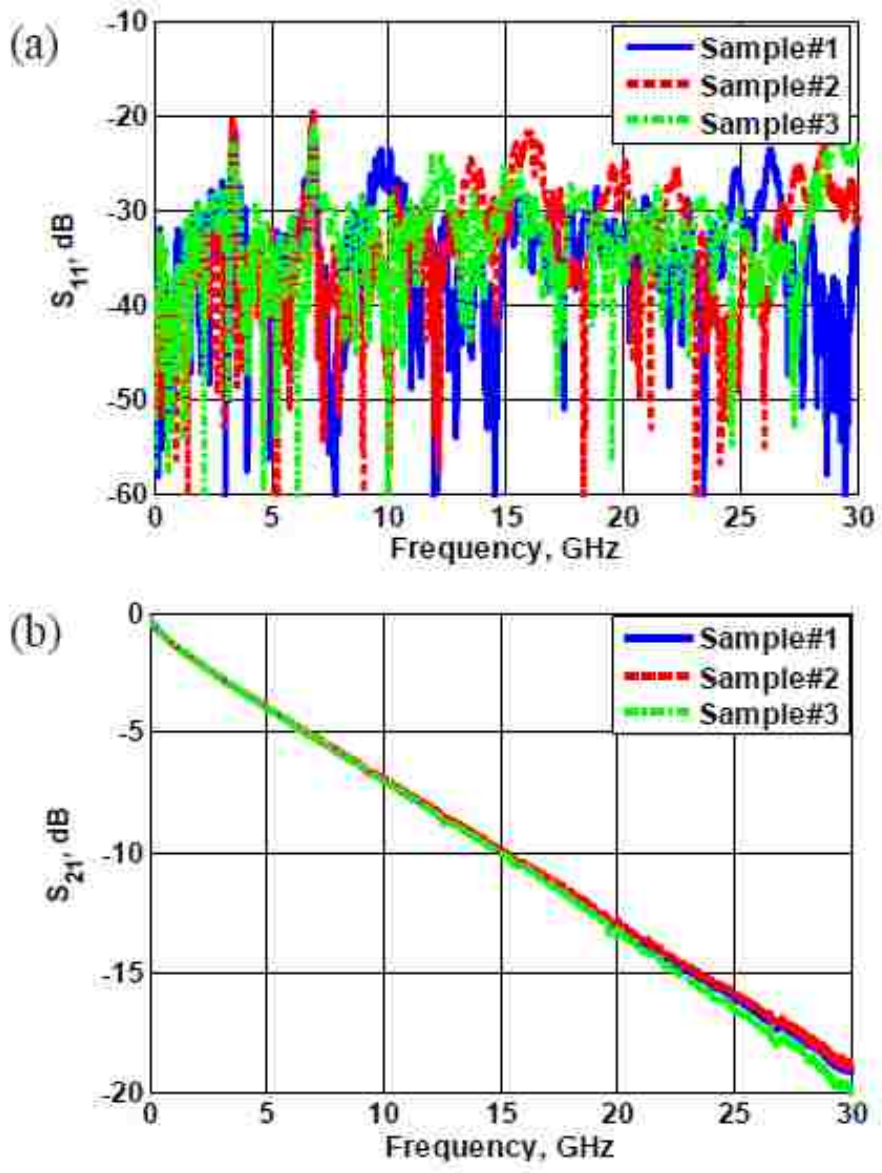 (a)
-10
-20
-30
-40
-50
-60
S11, dB
Sample#1
Sample#2
Sample#3
0 5 10 15 20 25 30
Frequency, GHz
(b)
0
-5
-10
-15
-20
S21, dB
Sample#1
Sample#2
Sample#3
0 5 10 15 20 25 30
Frequency, GHz